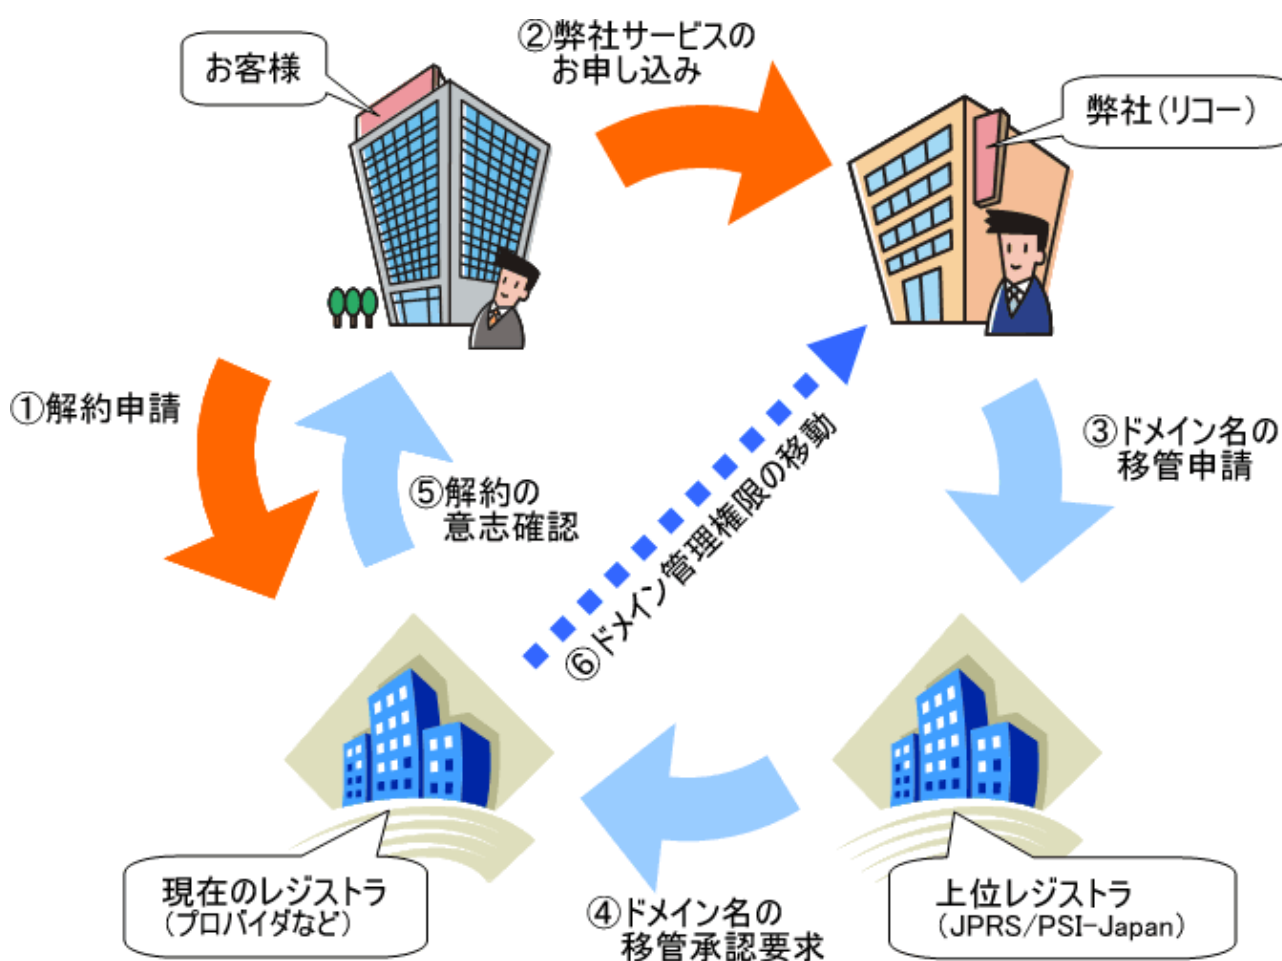 ②弊社サービスの
お申し込み
お客様
弊社（リコー）
①解約申請
⑤解約の
意志確認
⑥ドメイン管理権限の移動
③ドメイン名の
移管申請
現在のレジストラ
（プロバイダなど）
④ドメイン名の
移管承認要求
上位レジストラ
（JPRS/PSI-Japan）